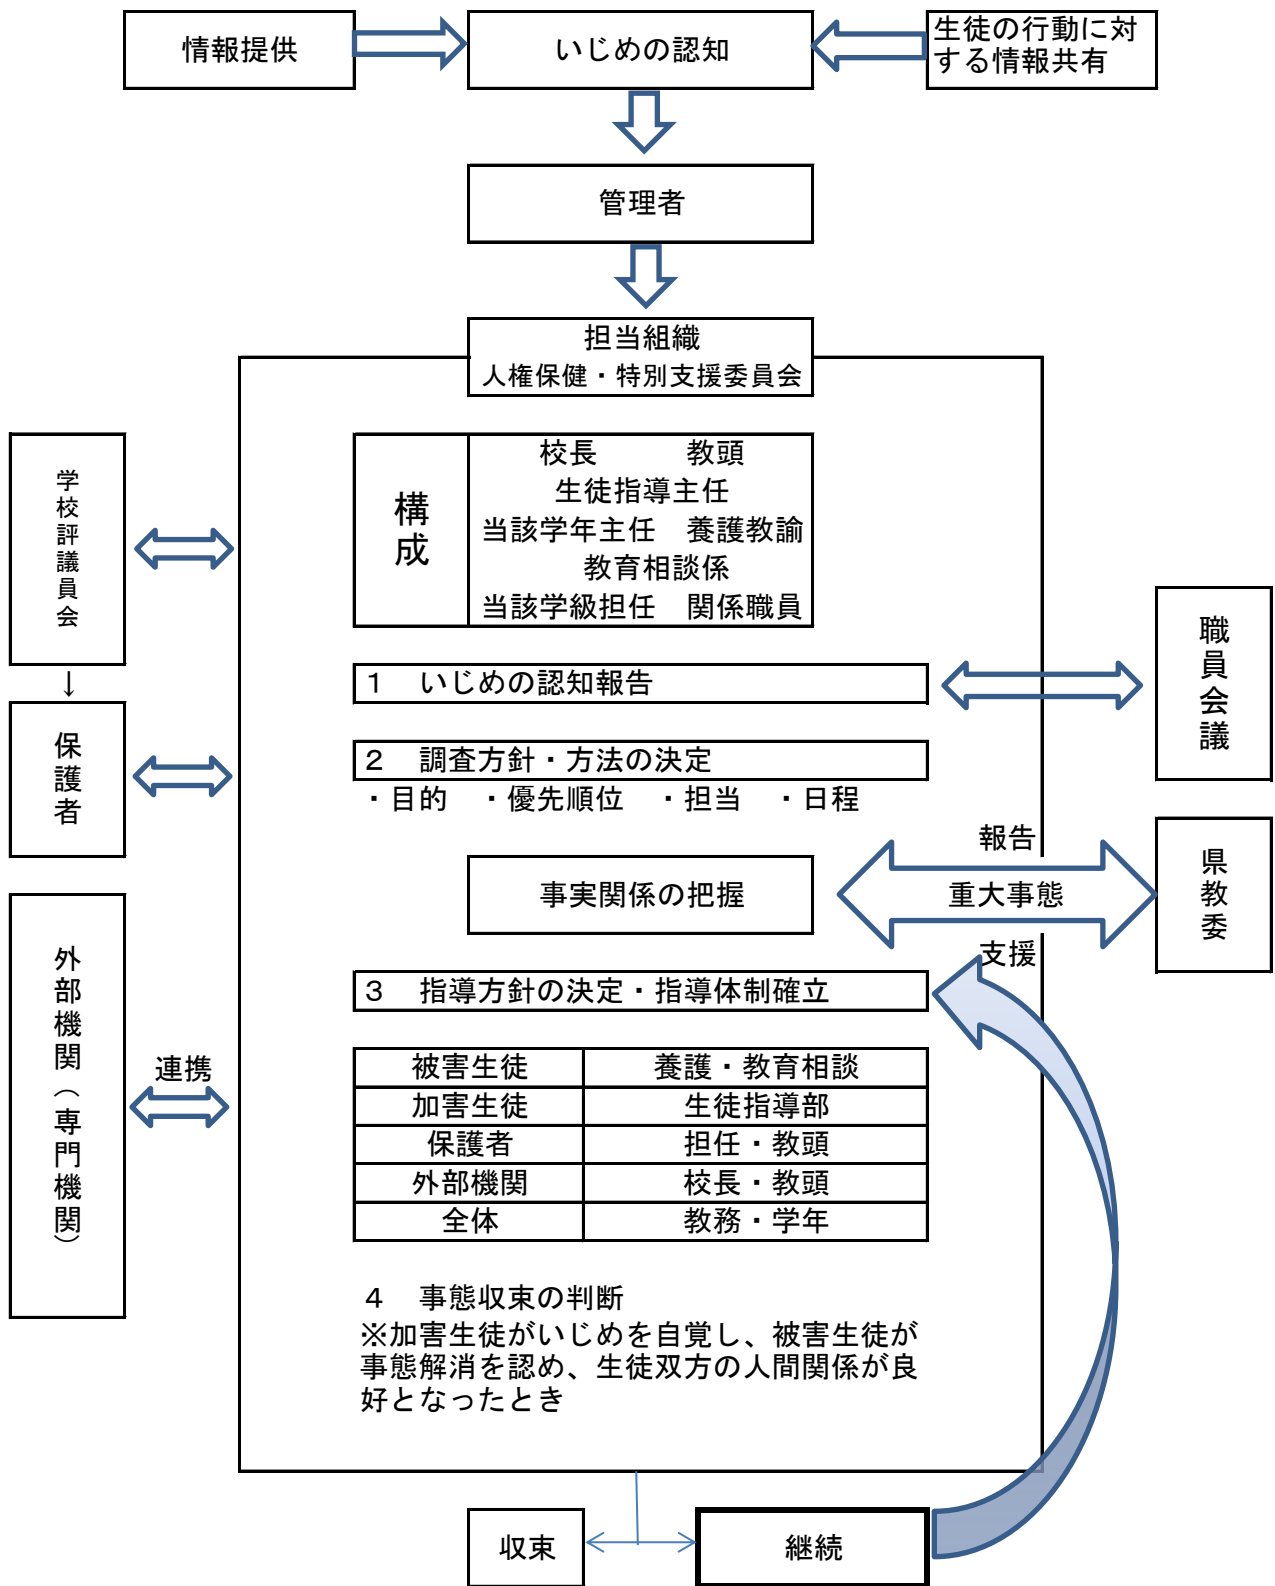 情報提供
いじめの認知
生徒の行動に対
する情報共有
管理者
担当組織
人権保健・特別支援委員会
構成
校長　教頭
生徒指導主任
当該学年主任　養護教諭
教育相談係
当該学級担任　関係職員
学校評議員会
↓
保護者
外部機関（専門機関）
連携
１　いじめの認知報告
職員会議
２　調査方針・方法の決定
・目的　・優先順位　・担当　・日程
事実関係の把握
報告
重大事態
支援
県教委
３　指導方針の決定・指導体制確立
被害生徒　養護・教育相談
加害生徒　生徒指導部
保護者　担任・教頭
外部機関　校長・教頭
全体　教務・学年
４　事態収束の判断
※加害生徒がいじめを自覚し、被害生徒が
事態解消を認め、生徒双方の人間関係が良
好となったとき
収束
継続